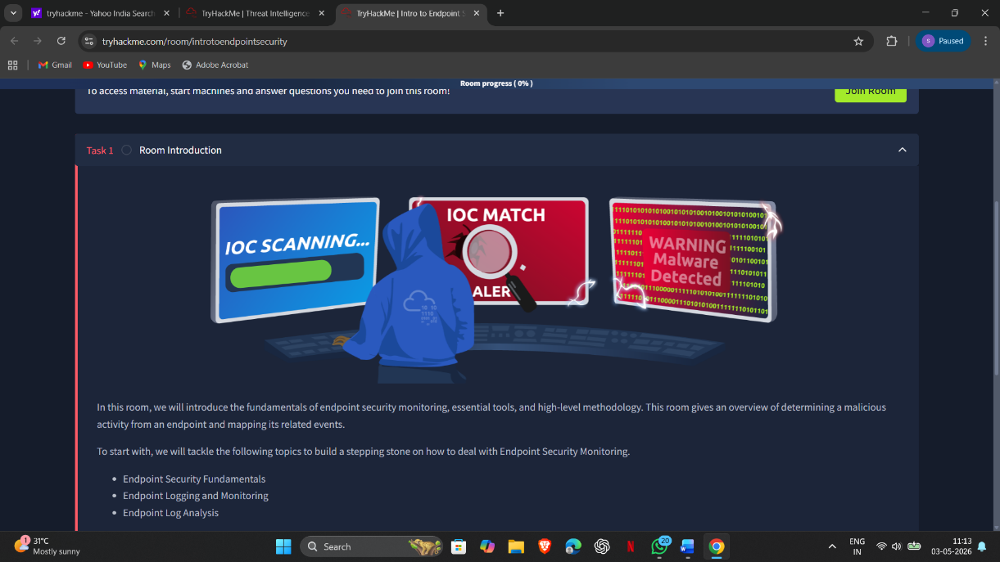 tryhackme - Yahoo India Search
TryHackMe | Threat Intelligence
TryHackMe | Intro to Endpoint S
tryhackme.com/room/introtoendpointsecurity
S Paused
Gmail YouTube Maps Adobe Acrobat
Room progress ( 0% )
To access material, start machines and answer questions you need to join this room!
Join Room
Task 1 Room Introduction
IOC SCANNING...
IOC MATCH
ALER
WARNING
Malware
Detected
In this room, we will introduce the fundamentals of endpoint security monitoring, essential tools, and high-level methodology. This room gives an overview of determining a malicious
activity from an endpoint and mapping its related events.
To start with, we will tackle the following topics to build a stepping stone on how to deal with Endpoint Security Monitoring.
• Endpoint Security Fundamentals
• Endpoint Logging and Monitoring
• Endpoint Log Analysis
1
31°C
Mostly sunny
Search
20
ENG
IN
11:13
03-05-2026